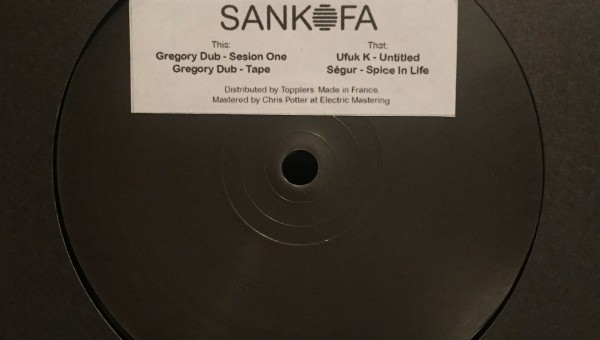 SANKOFA
This:
Gregory Dub - Sesion One
Gregory Dub - Tape
That:
Ufuk K - Untitled
Ségur - Spice In Life
Distributed by Topplers. Made in France.
Mastered by Chris Potter at Electric Mastering